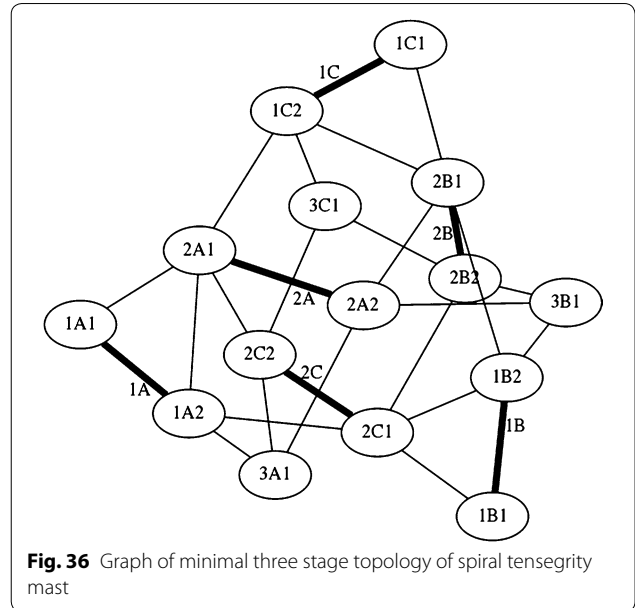 1C1
1C
1C2
2B1
3C1
2B
2A1
2B2
2A
2A2
3B1
1A1
2C2
2C
1B2
1A
1A2
1B
2C1
3A1
1B1
Fig. 36 Graph of minimal three stage topology of spiral tensegrity
mast